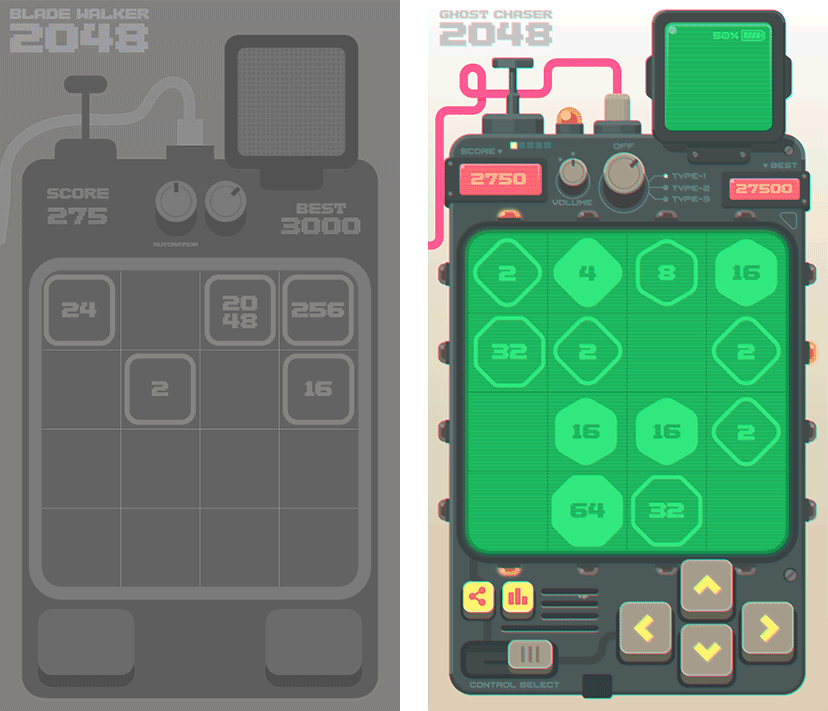 BLADE WALKER
2048
SCORE
275
AUTOMATION
BEST
3000
24
20
48
256
2
16
GHOST CHASER
2048
50%
SCORE
OFF
BEST
2750
TYPE-1
TYPE-2
TYPE-3
27500
VOLUME
2
4
8
16
32
2
2
16
16
2
64
32
CONTROL SELECT